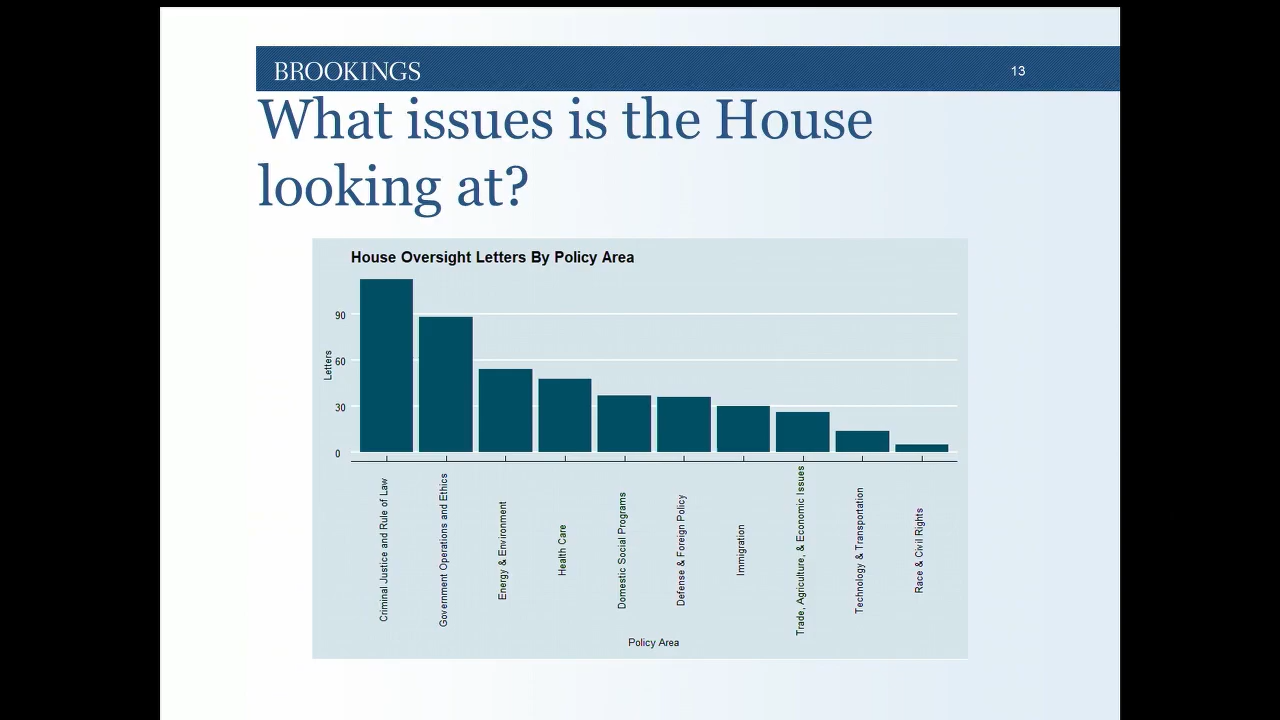 BROOKINGS
13
What issues is the House
looking at?
House Oversight Letters By Policy Area
90
60
30
0
Letters
Criminal Justice and Rule of Law
Government Operations and Ethics
Energy & Environment
Health Care
Domestic Social Programs
Defense & Foreign Policy
Immigration
Trade, Agriculture, & Economic Issues
Technology & Transportation
Race & Civil Rights
Policy Area